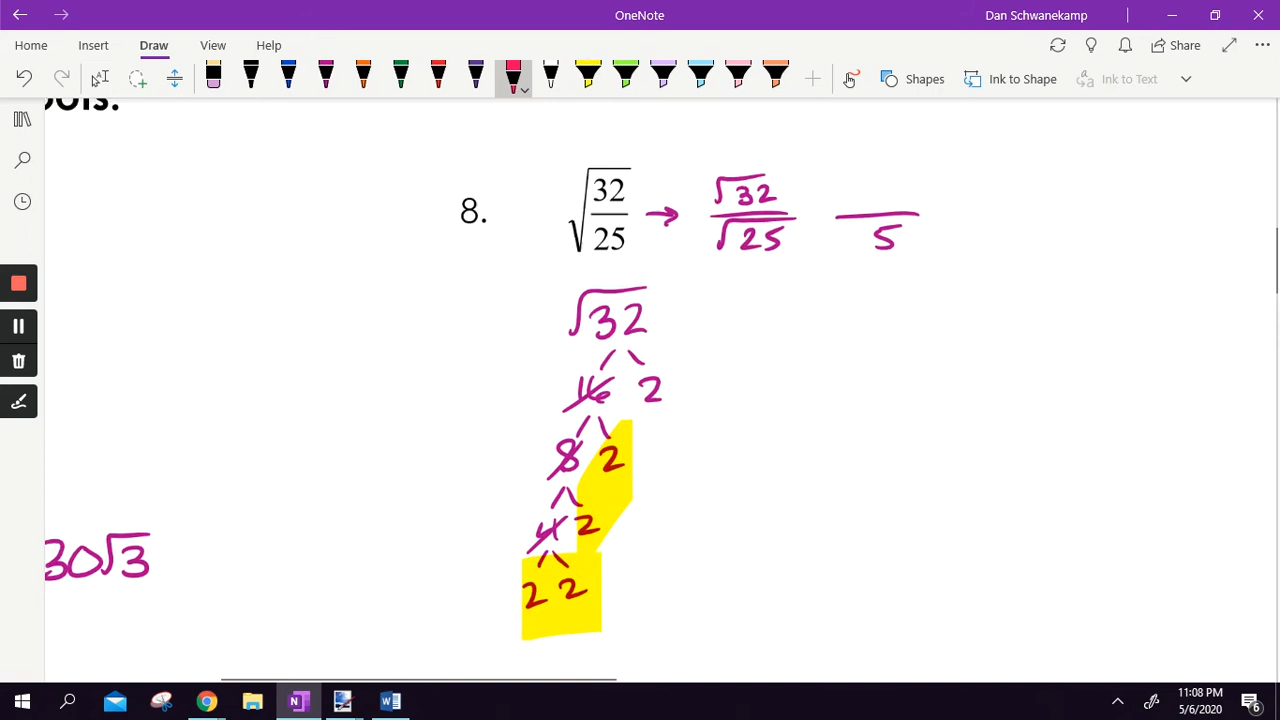 OneNote
Dan Schwanekamp
Home Insert Draw View Help
Share
Shapes Ink to Shape Ink to Text
ools.
8. √32/25 → √32/√25 /5
√32
16 2
8 2
4 2
2 2
30√3
11:08 PM
5/6/2020
6